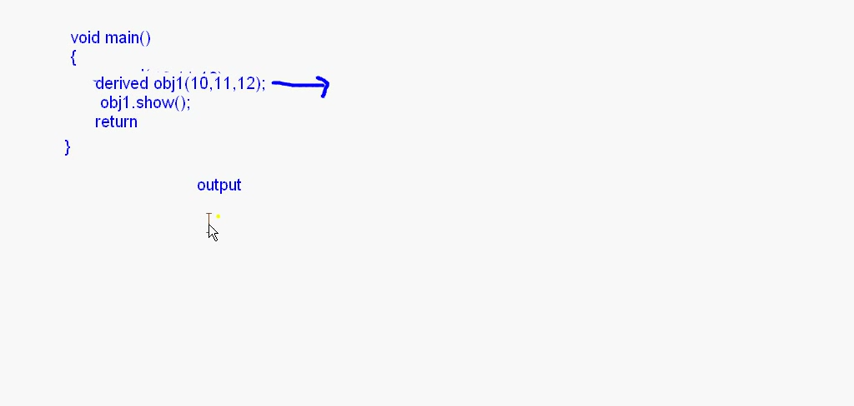 void main()
{
derived obj1(10,11,12);
obj1.show();
return
}
output